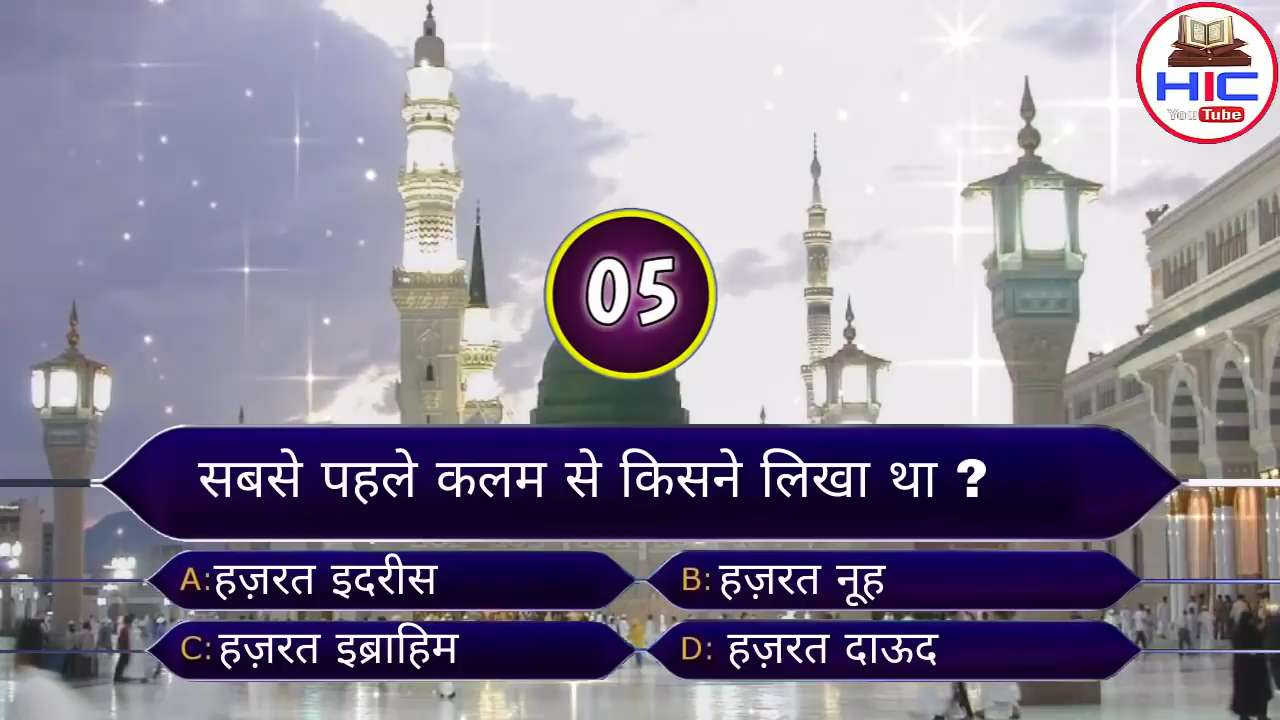 HIC
YouTube
05
सबसे पहले कलम से किसने लिखा था ?
A:हज़रत इदरीस
B: हज़रत नूह
C: हज़रत इब्राहिम
D: हज़रत दाऊद